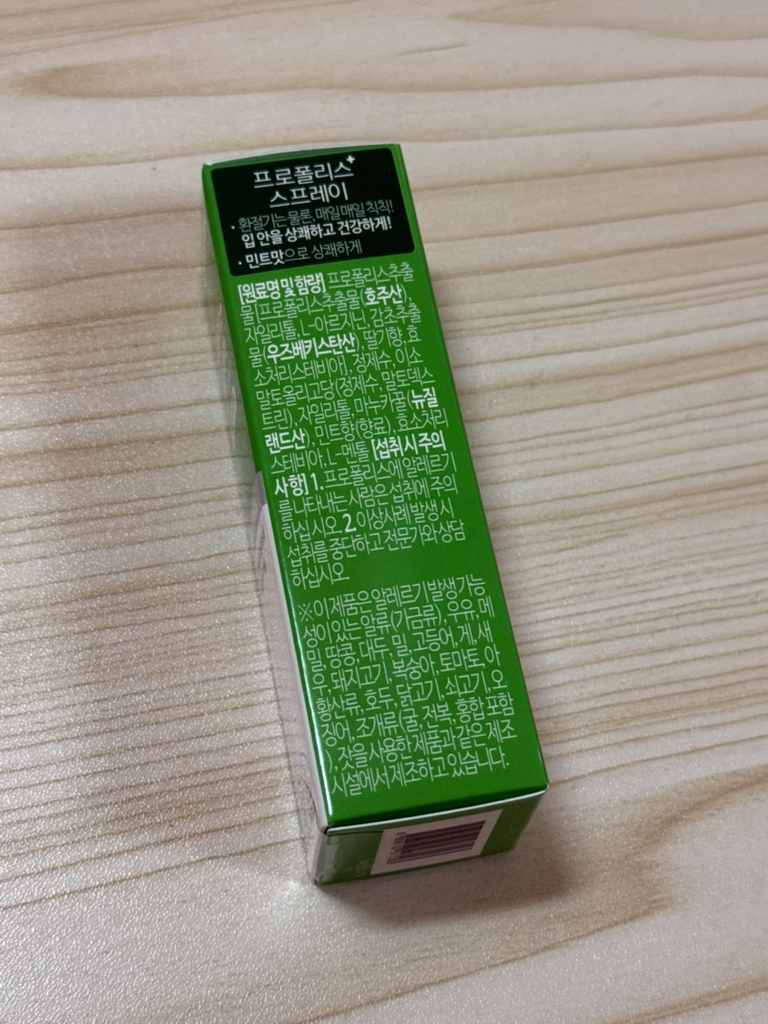 프로폴리스+
스프레이
· 환절기는 물론, 매일매일 칙칙!
입 안을 상쾌하고 건강하게!
· 민트맛으로 상쾌하게
[원료명 및 함량] 프로폴리스추출
물[프로폴리스추출물(호주산),
자일리톨, L-아르지닌, 감초추출
물(우즈베키스탄산), 딸기향, 효
소처리스테비아], 정제수, 이소
말토올리고당(정제수, 말토덱스
트린), 자일리톨, 마누카꿀(뉴질
랜드산), 민트향(향료), 효소처리
스테비아, L-멘톨 [섭취 시 주의
사항] 1. 프로폴리스에 알레르기
를 나타내는 사람은 섭취에 주의
하십시오 2 이상사례 발생 시
섭취를 중단하고 전문가와 상담
하십시오
※ 이 제품은 알레르기 발생 가능
성이 있는 알류(가금류), 우유, 메
밀, 땅콩, 대두, 밀, 고등어, 게, 새
우, 돼지고기, 복숭아, 토마토, 아
황산류, 호두, 닭고기, 쇠고기, 오
징어, 조개류(굴, 전복, 홍합 포함
), 잣을 사용한 제품과 같은 제조
시설에서 제조하고 있습니다.